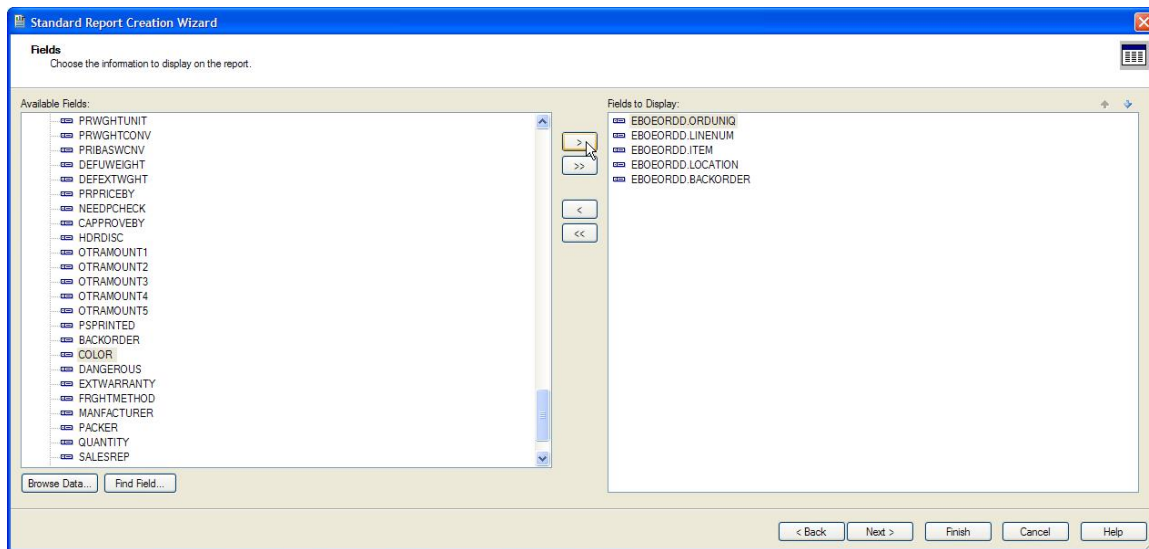 Standard Report Creation Wizard
Fields
Choose the information to display on the report.
Available Fields:
PRWGHTUNIT
PRWGHTCONV
PRIBASWCNV
DEFUWEIGHT
DEFEXTWGHT
PRPRICEBY
NEEDPCHECK
CAPPROVEBY
HDRDISC
OTRAMOUNT1
OTRAMOUNT2
OTRAMOUNT3
OTRAMOUNT4
OTRAMOUNT5
PSPRINTED
BACKORDER
COLOR
DANGEROUS
EXTWARRANTY
FRGHTMETHOD
MANFACTURER
PACKER
QUANTITY
SALESREP
Browse Data...
Find Field...
>
>>
<
<<
Fields to Display:
EBOEORDD.ORDUNIQ
EBOEORDD.LINENUM
EBOEORDD.ITEM
EBOEORDD.LOCATION
EBOEORDD.BACKORDER
< Back
Next >
Finish
Cancel
Help